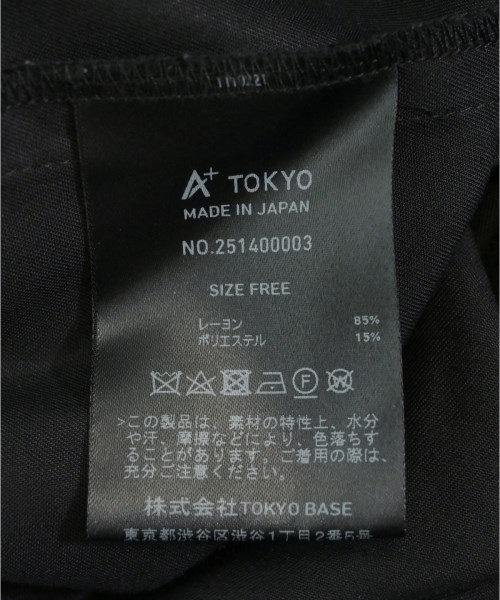 A+ TOKYO
MADE IN JAPAN
NO.251400003
SIZE FREE
レーヨン 85%
ポリエステル 15%
F W
>この製品は、素材の特性上、水分
や汗、摩擦などにより、色落ちす
ることがあります。ご着用の際は、
充分ご注意ください。
株式会社TOKYO BASE
東京都渋谷区渋谷1丁目2番5号